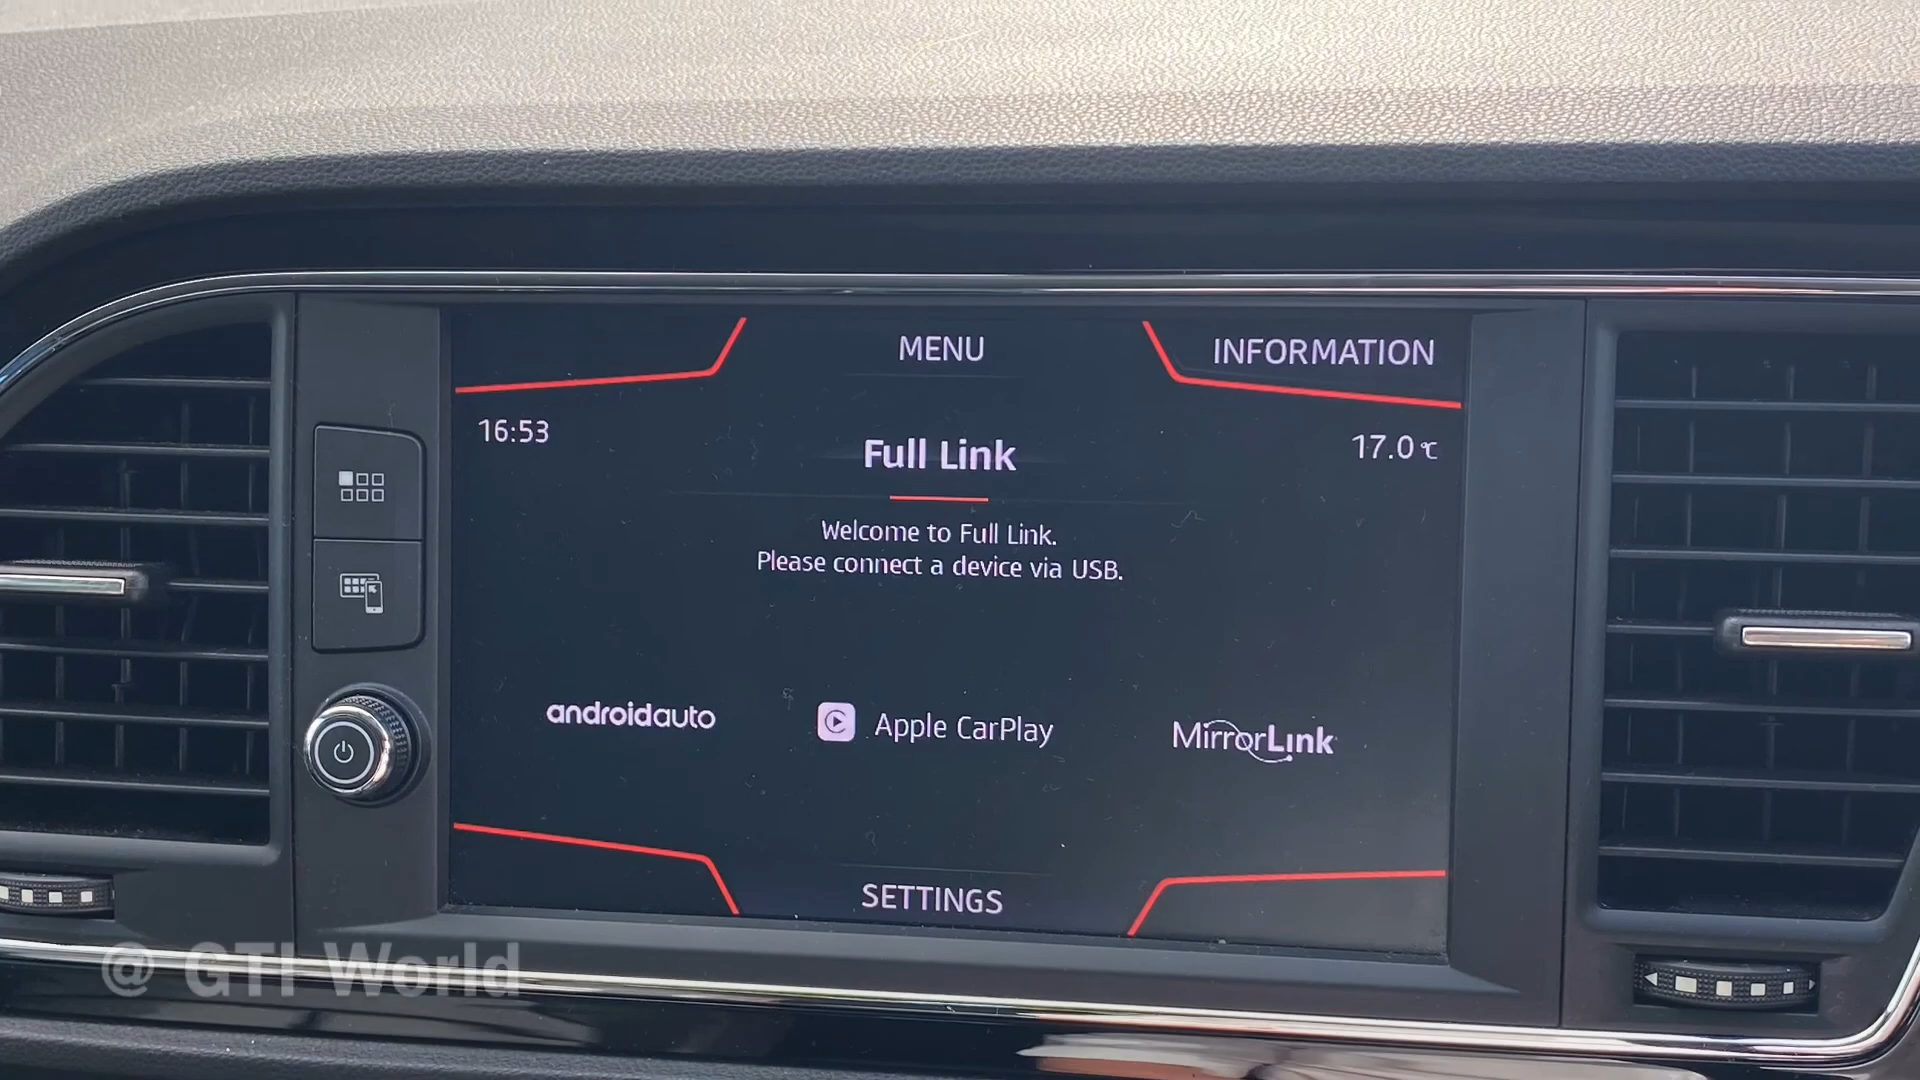 MENU
INFORMATION
16:53
17.0 °C
Full Link
Welcome to Full Link.
Please connect a device via USB.
androidauto
Apple CarPlay
MirrorLink
SETTINGS
@ GTI World